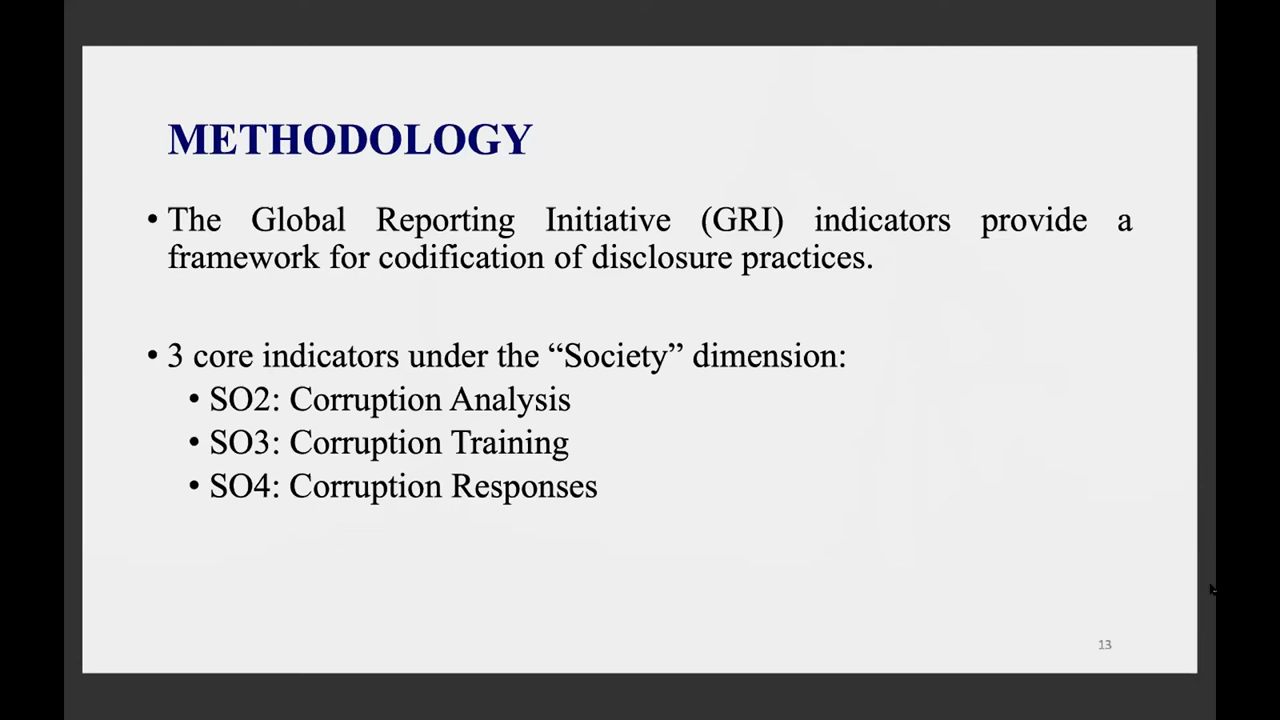 METHODOLOGY
• The Global Reporting Initiative (GRI) indicators provide a
framework for codification of disclosure practices.
• 3 core indicators under the “Society” dimension:
• SO2: Corruption Analysis
• SO3: Corruption Training
• SO4: Corruption Responses
13